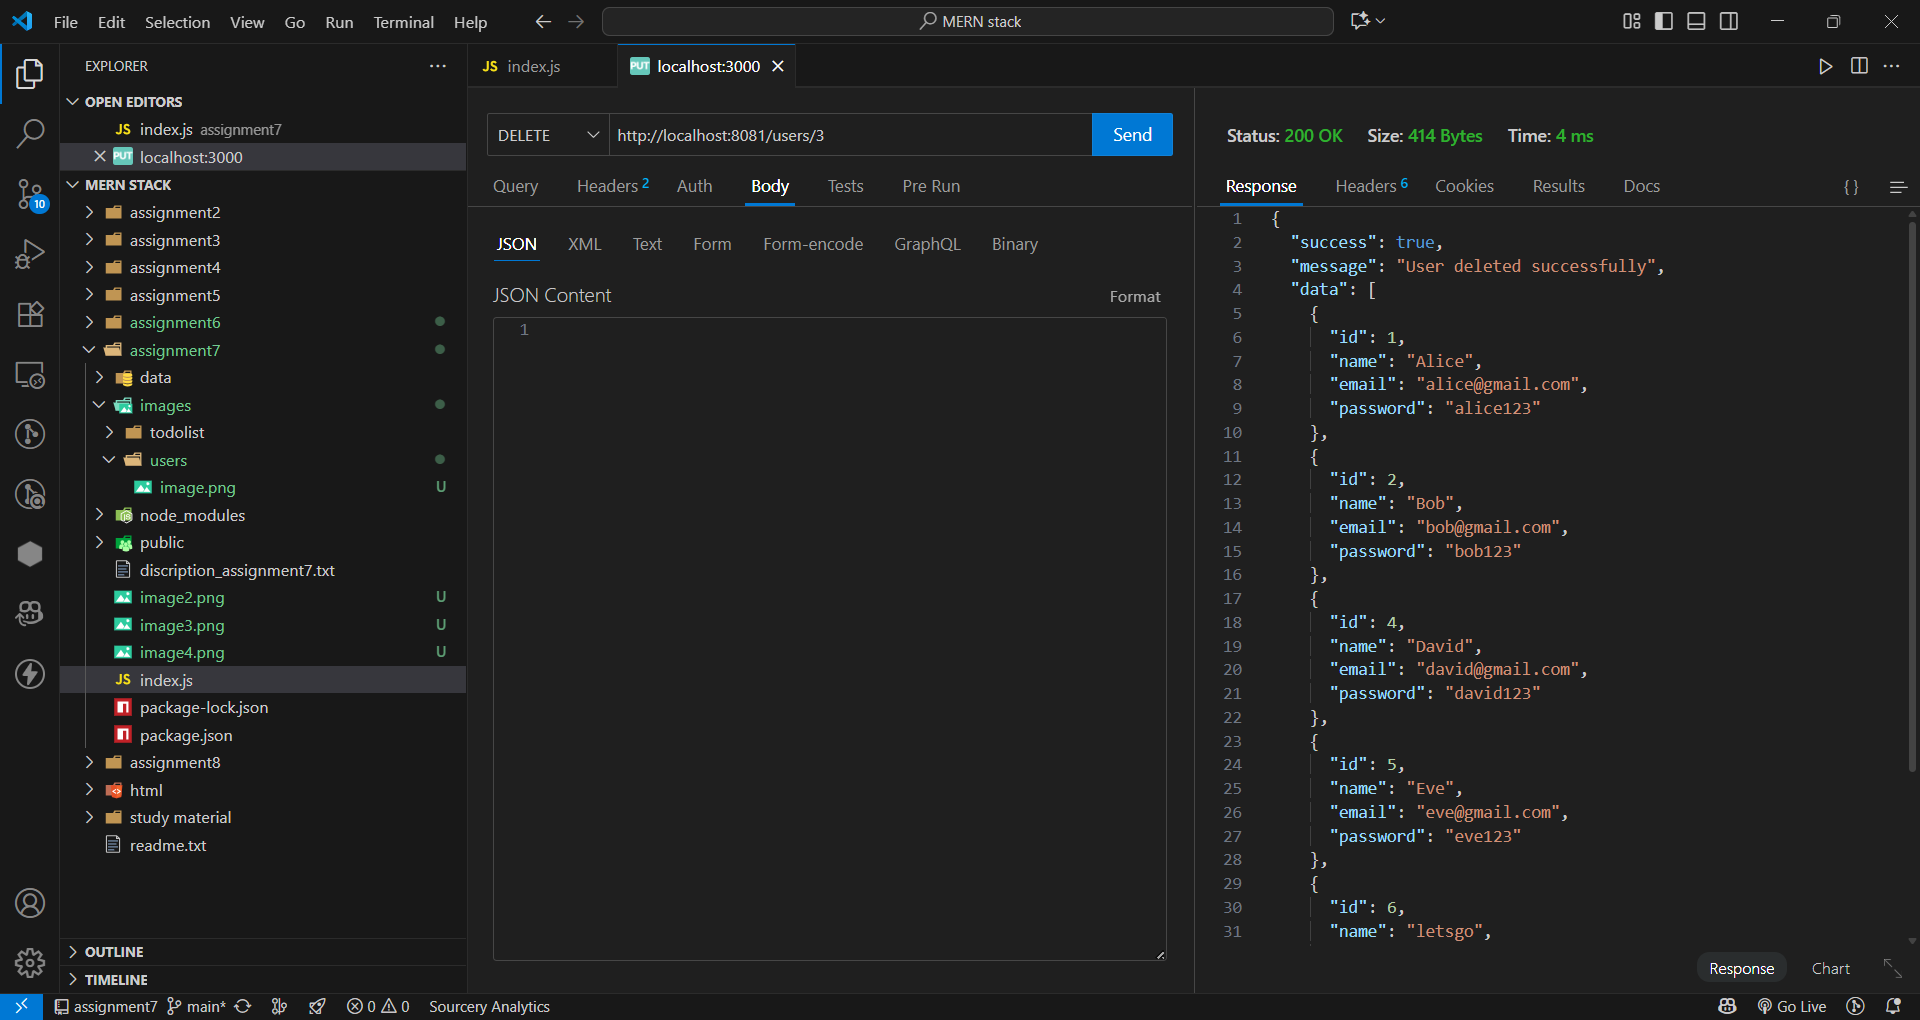 File Edit Selection View Go Run Terminal Help
MERN stack
EXPLORER
OPEN EDITORS
JS index.js assignment7
PUT localhost:3000
MERN STACK
assignment2
assignment3
assignment4
assignment5
assignment6
assignment7
data
images
todolist
users
image.png U
node_modules
public
discription_assignment7.txt
image2.png U
image3.png U
image4.png U
JS index.js
package-lock.json
package.json
assignment8
html
study material
readme.txt
OUTLINE
TIMELINE
10
JS index.js
PUT localhost:3000
DELETE http://localhost:8081/users/3 Send
Query Headers 2 Auth Body Tests Pre Run
JSON XML Text Form Form-encode GraphQL Binary
JSON Content Format
1
Status: 200 OK Size: 414 Bytes Time: 4 ms
Response Headers 6 Cookies Results Docs { }
1 {
2 "success": true,
3 "message": "User deleted successfully",
4 "data": [
5 {
6 "id": 1,
7 "name": "Alice",
8 "email": "alice@gmail.com",
9 "password": "alice123"
10 },
11 {
12 "id": 2,
13 "name": "Bob",
14 "email": "bob@gmail.com",
15 "password": "bob123"
16 },
17 {
18 "id": 4,
19 "name": "David",
20 "email": "david@gmail.com",
21 "password": "david123"
22 },
23 {
24 "id": 5,
25 "name": "Eve",
26 "email": "eve@gmail.com",
27 "password": "eve123"
28 },
29 {
30 "id": 6,
31 "name": "letsgo",
Response Chart
assignment7 main* 0 0 Sourcery Analytics Go Live